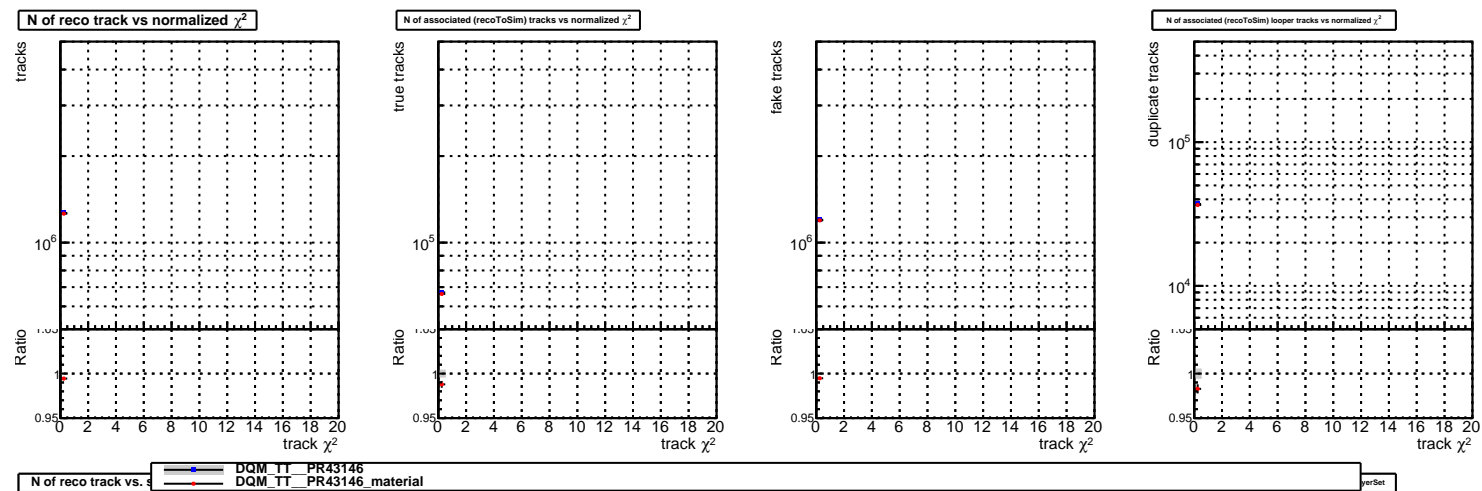 N of reco track vs normalized χ²
N of associated (recoToSim) tracks vs normalized χ²
N of associated (recoToSim) looper tracks vs normalized χ²
tracks
true tracks
fake tracks
duplicate tracks
10⁶
10⁵
10⁶
10⁵
10⁴
Ratio
Ratio
Ratio
Ratio
1
1
1
1
0.95
0.95
0.95
0.95
0 2 4 6 8 10 12 14 16 18 20
0 2 4 6 8 10 12 14 16 18 20
0 2 4 6 8 10 12 14 16 18 20
0 2 4 6 8 10 12 14 16 18 20
track χ²
track χ²
track χ²
track χ²
DQM_TT__PR43146
DQM_TT__PR43146_material
N of reco track vs. s
yerSet